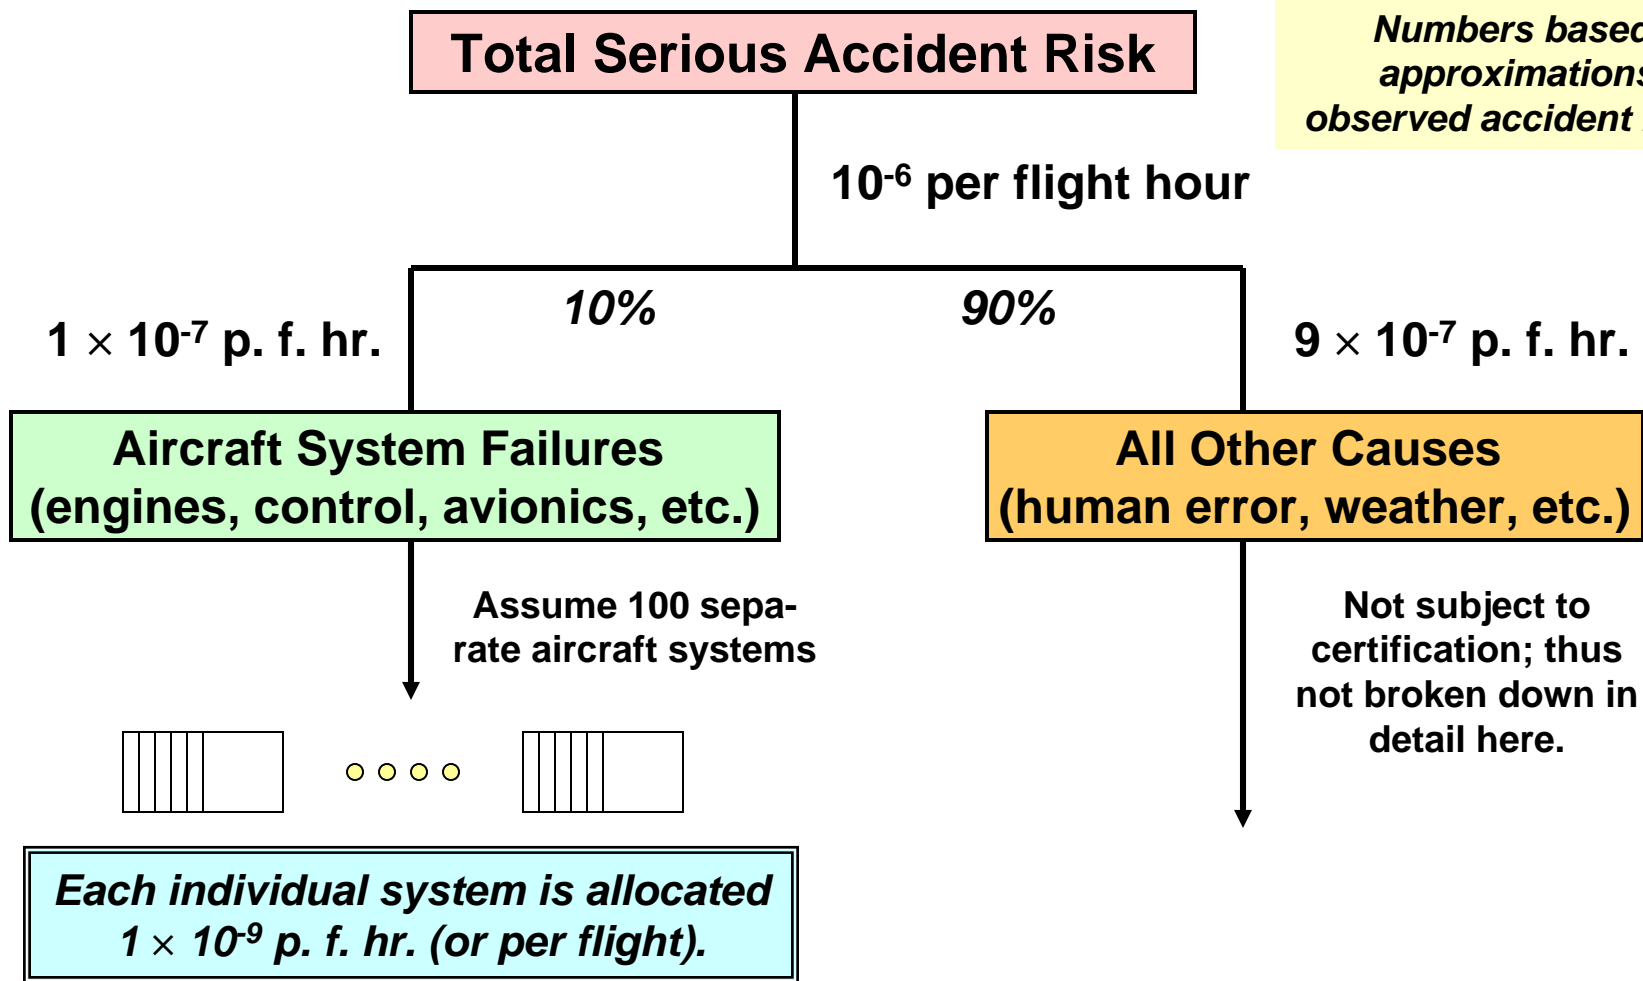 Total Serious Accident Risk
Numbers based
approximations
observed accident
10⁻⁶ per flight hour
10%
90%
1 × 10⁻⁷ p. f. hr.
9 × 10⁻⁷ p. f. hr.
Aircraft System Failures
(engines, control, avionics, etc.)
All Other Causes
(human error, weather, etc.)
Assume 100 sepa-
rate aircraft systems
Not subject to
certification; thus
not broken down in
detail here.
Each individual system is allocated
1 × 10⁻⁹ p. f. hr. (or per flight).